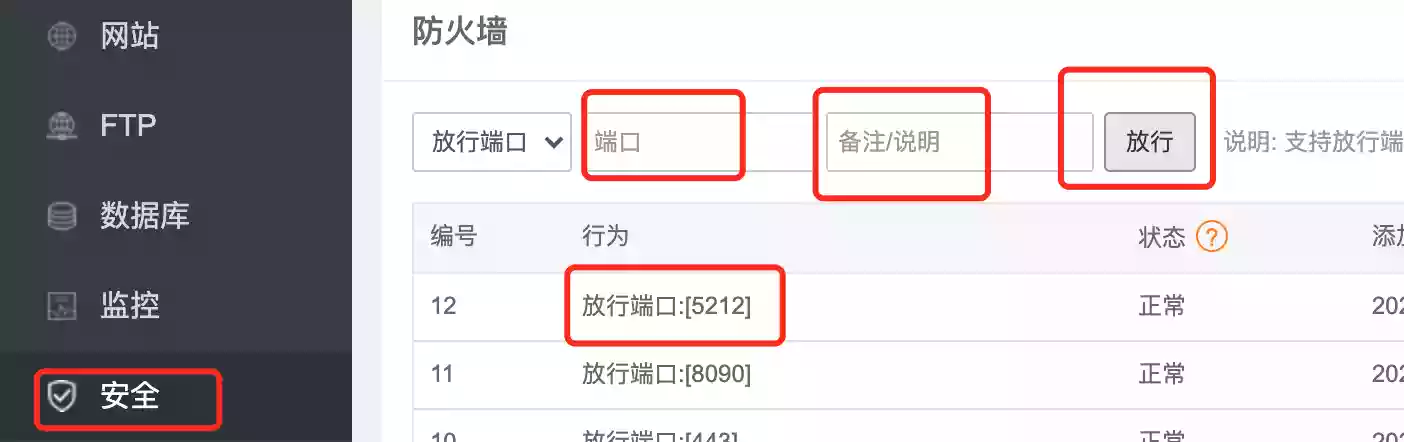 网站
FTP
数据库
监控
安全
防火墙
放行端口 端口 备注/说明 放行 说明: 支持放行端
编号 行为 状态 ? 添加
12 放行端口:[5212] 正常 202
11 放行端口:[8090] 正常 202
10 放行端口:[443] 正常 202